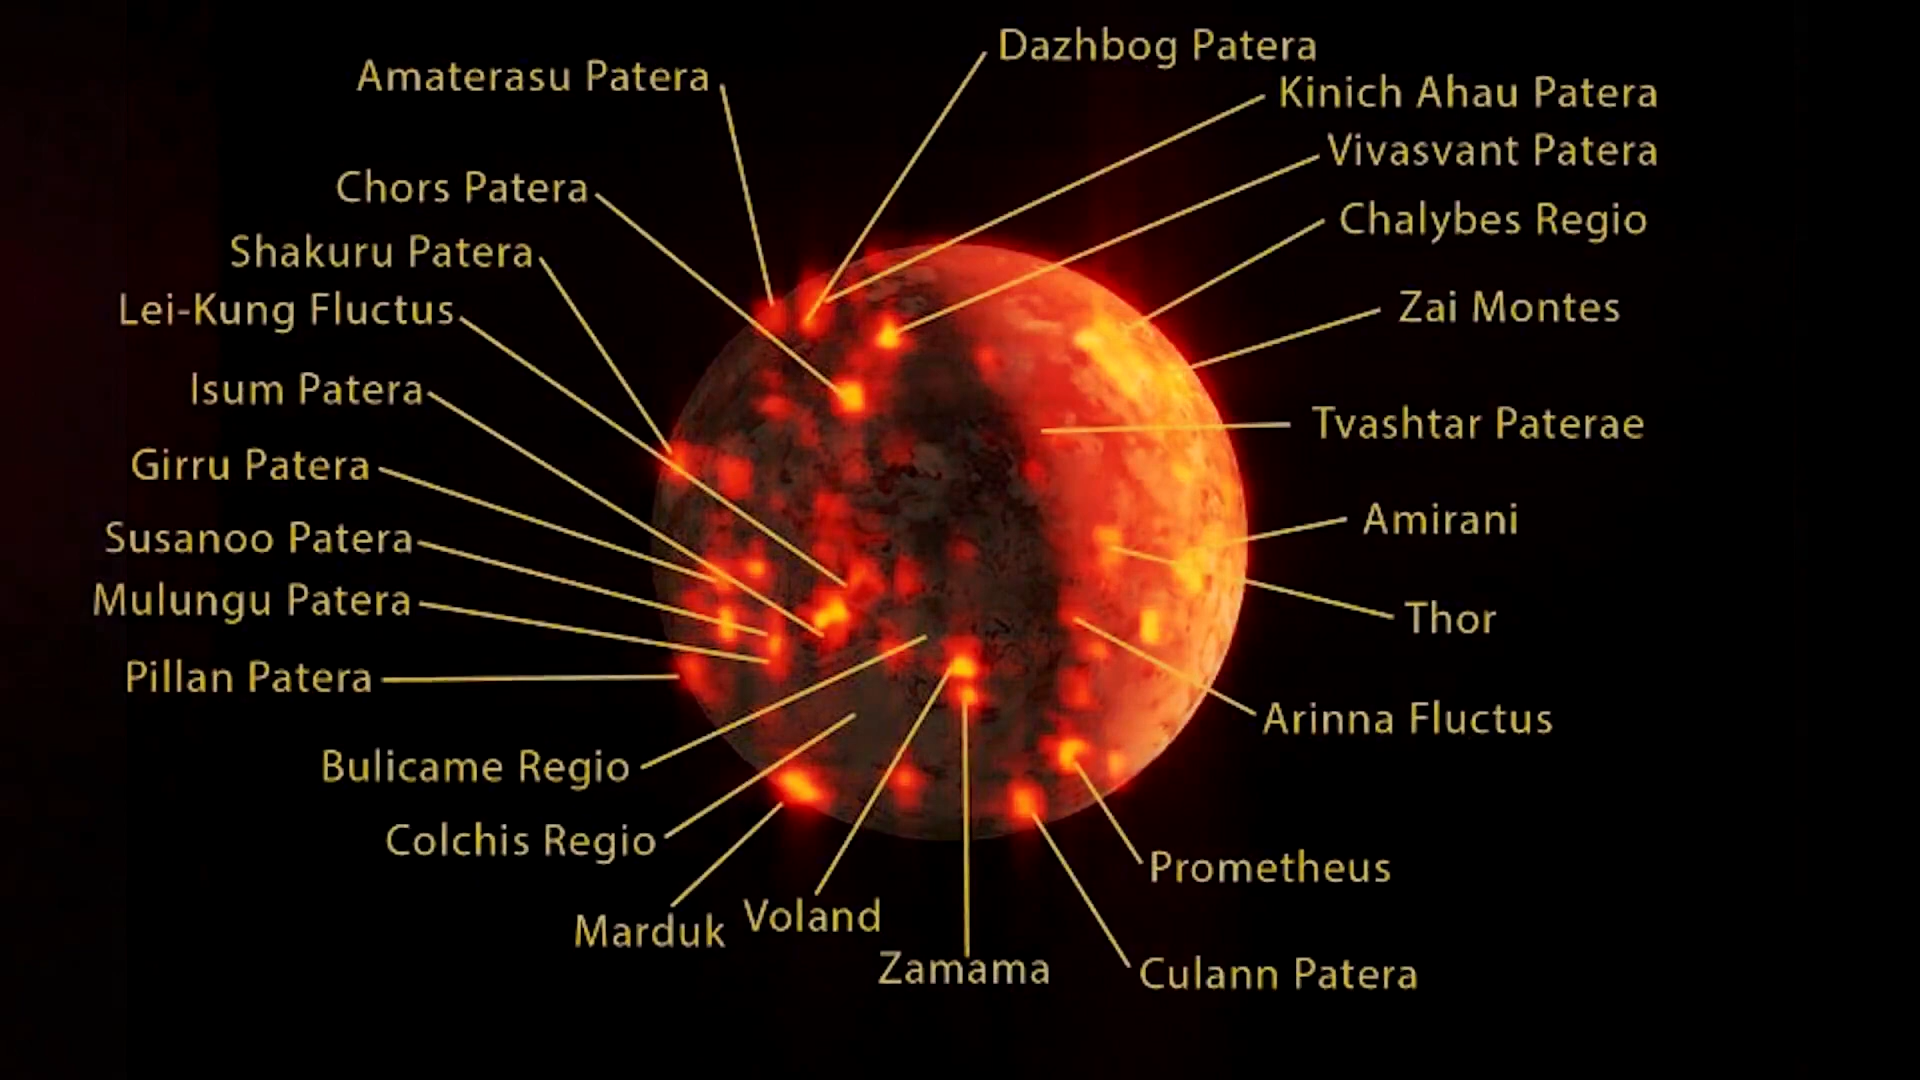 Dazhbog Patera
Amaterasu Patera
Kinich Ahau Patera
Vivasvant Patera
Chors Patera
Chalybes Regio
Shakuru Patera
Lei-Kung Fluctus
Zai Montes
Isum Patera
Tvashtar Paterae
Girru Patera
Amirani
Susanoo Patera
Mulungu Patera
Thor
Pillan Patera
Arinna Fluctus
Bulicame Regio
Colchis Regio
Prometheus
Marduk
Voland
Zamama
Culann Patera